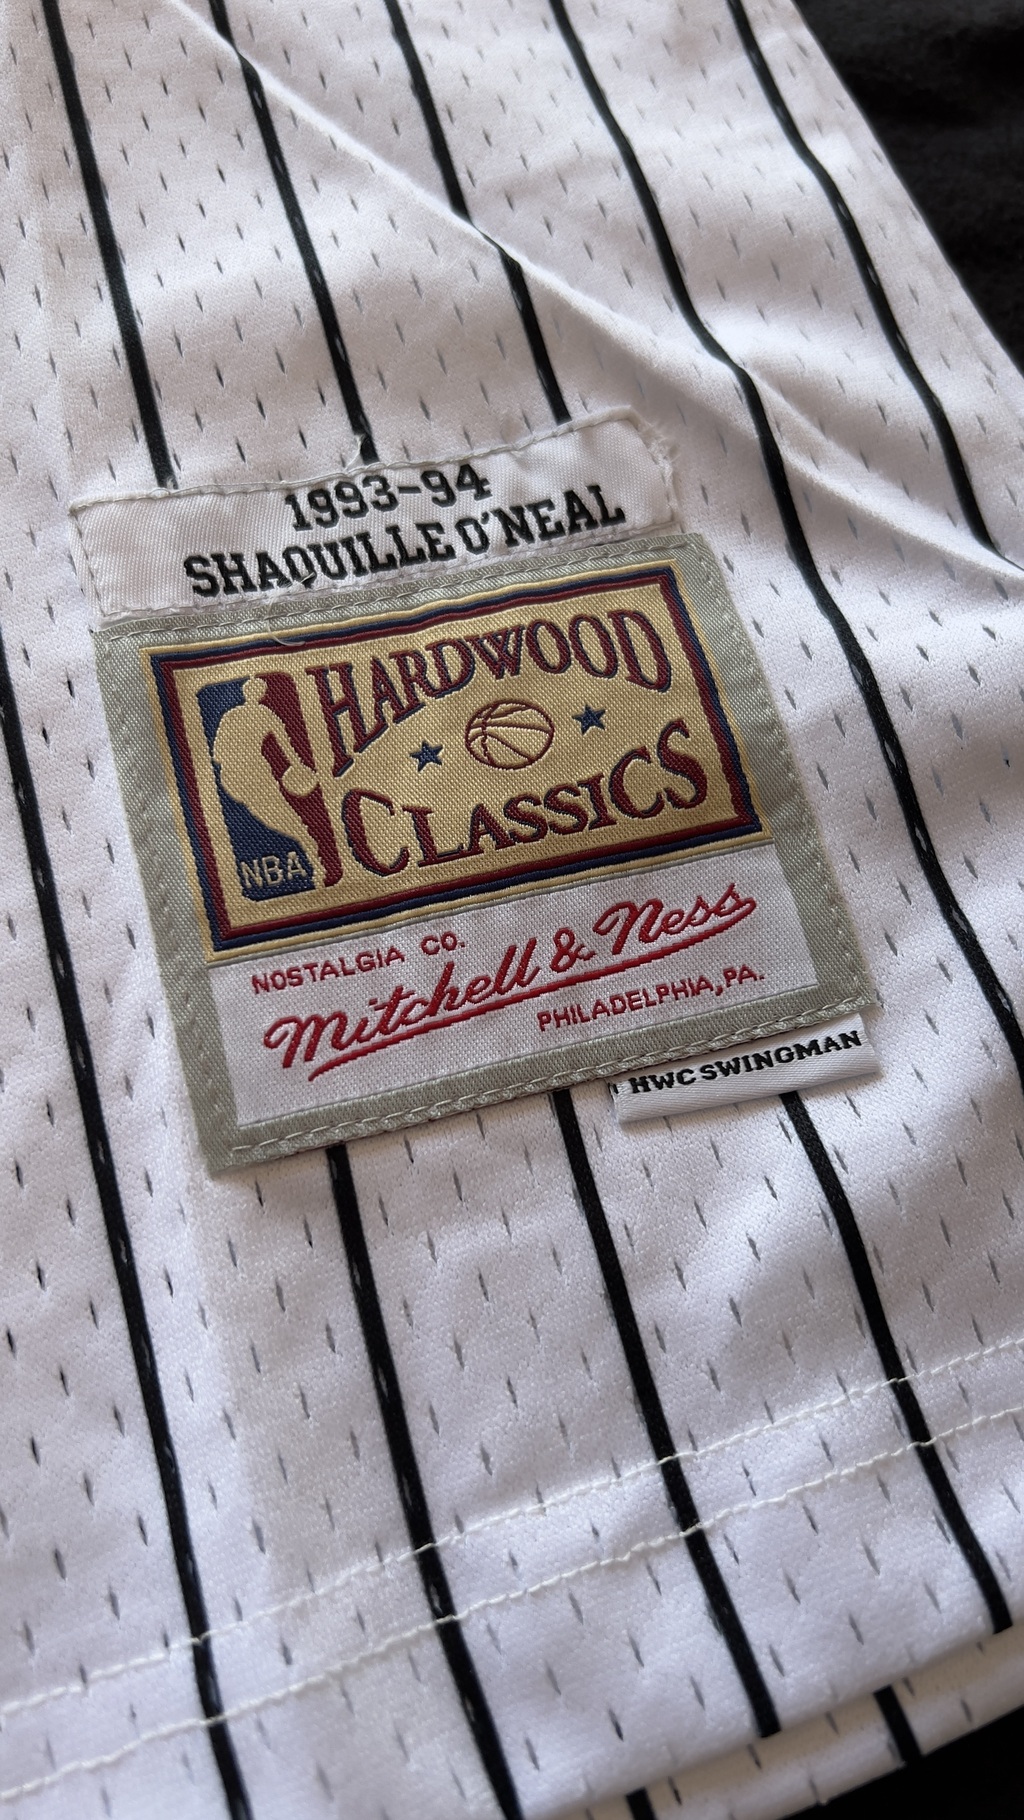 1993-94
SHAQUILLE O'NEAL
HARDWOOD
CLASSICS
NBA
NOSTALGIA CO.
Mitchell & Ness
PHILADELPHIA, PA.
HWC SWINGMAN